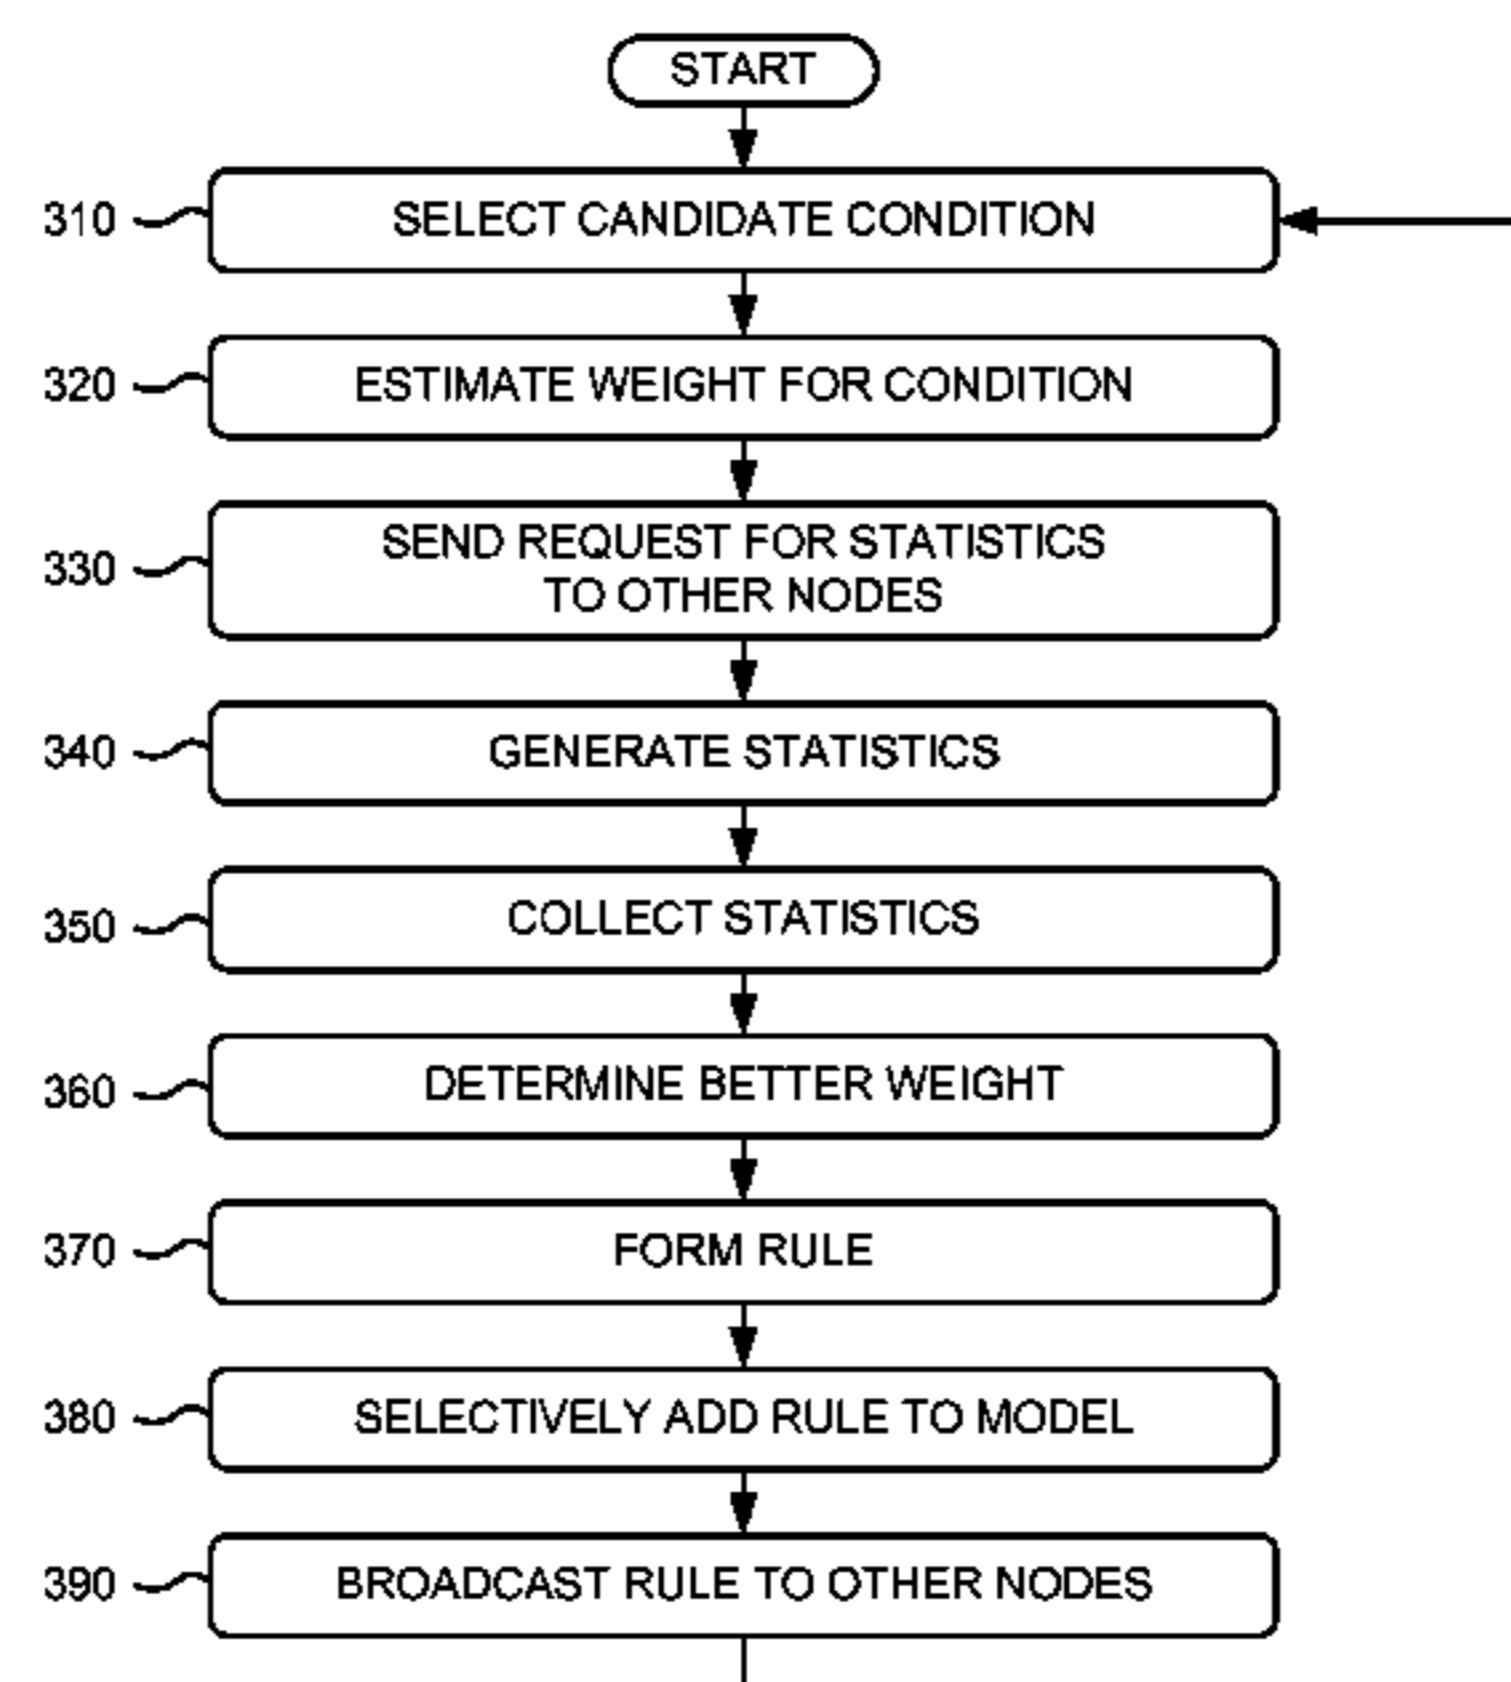 START
310
SELECT CANDIDATE CONDITION
320
ESTIMATE WEIGHT FOR CONDITION
330
SEND REQUEST FOR STATISTICS
TO OTHER NODES
340
GENERATE STATISTICS
350
COLLECT STATISTICS
360
DETERMINE BETTER WEIGHT
370
FORM RULE
380
SELECTIVELY ADD RULE TO MODEL
390
BROADCAST RULE TO OTHER NODES